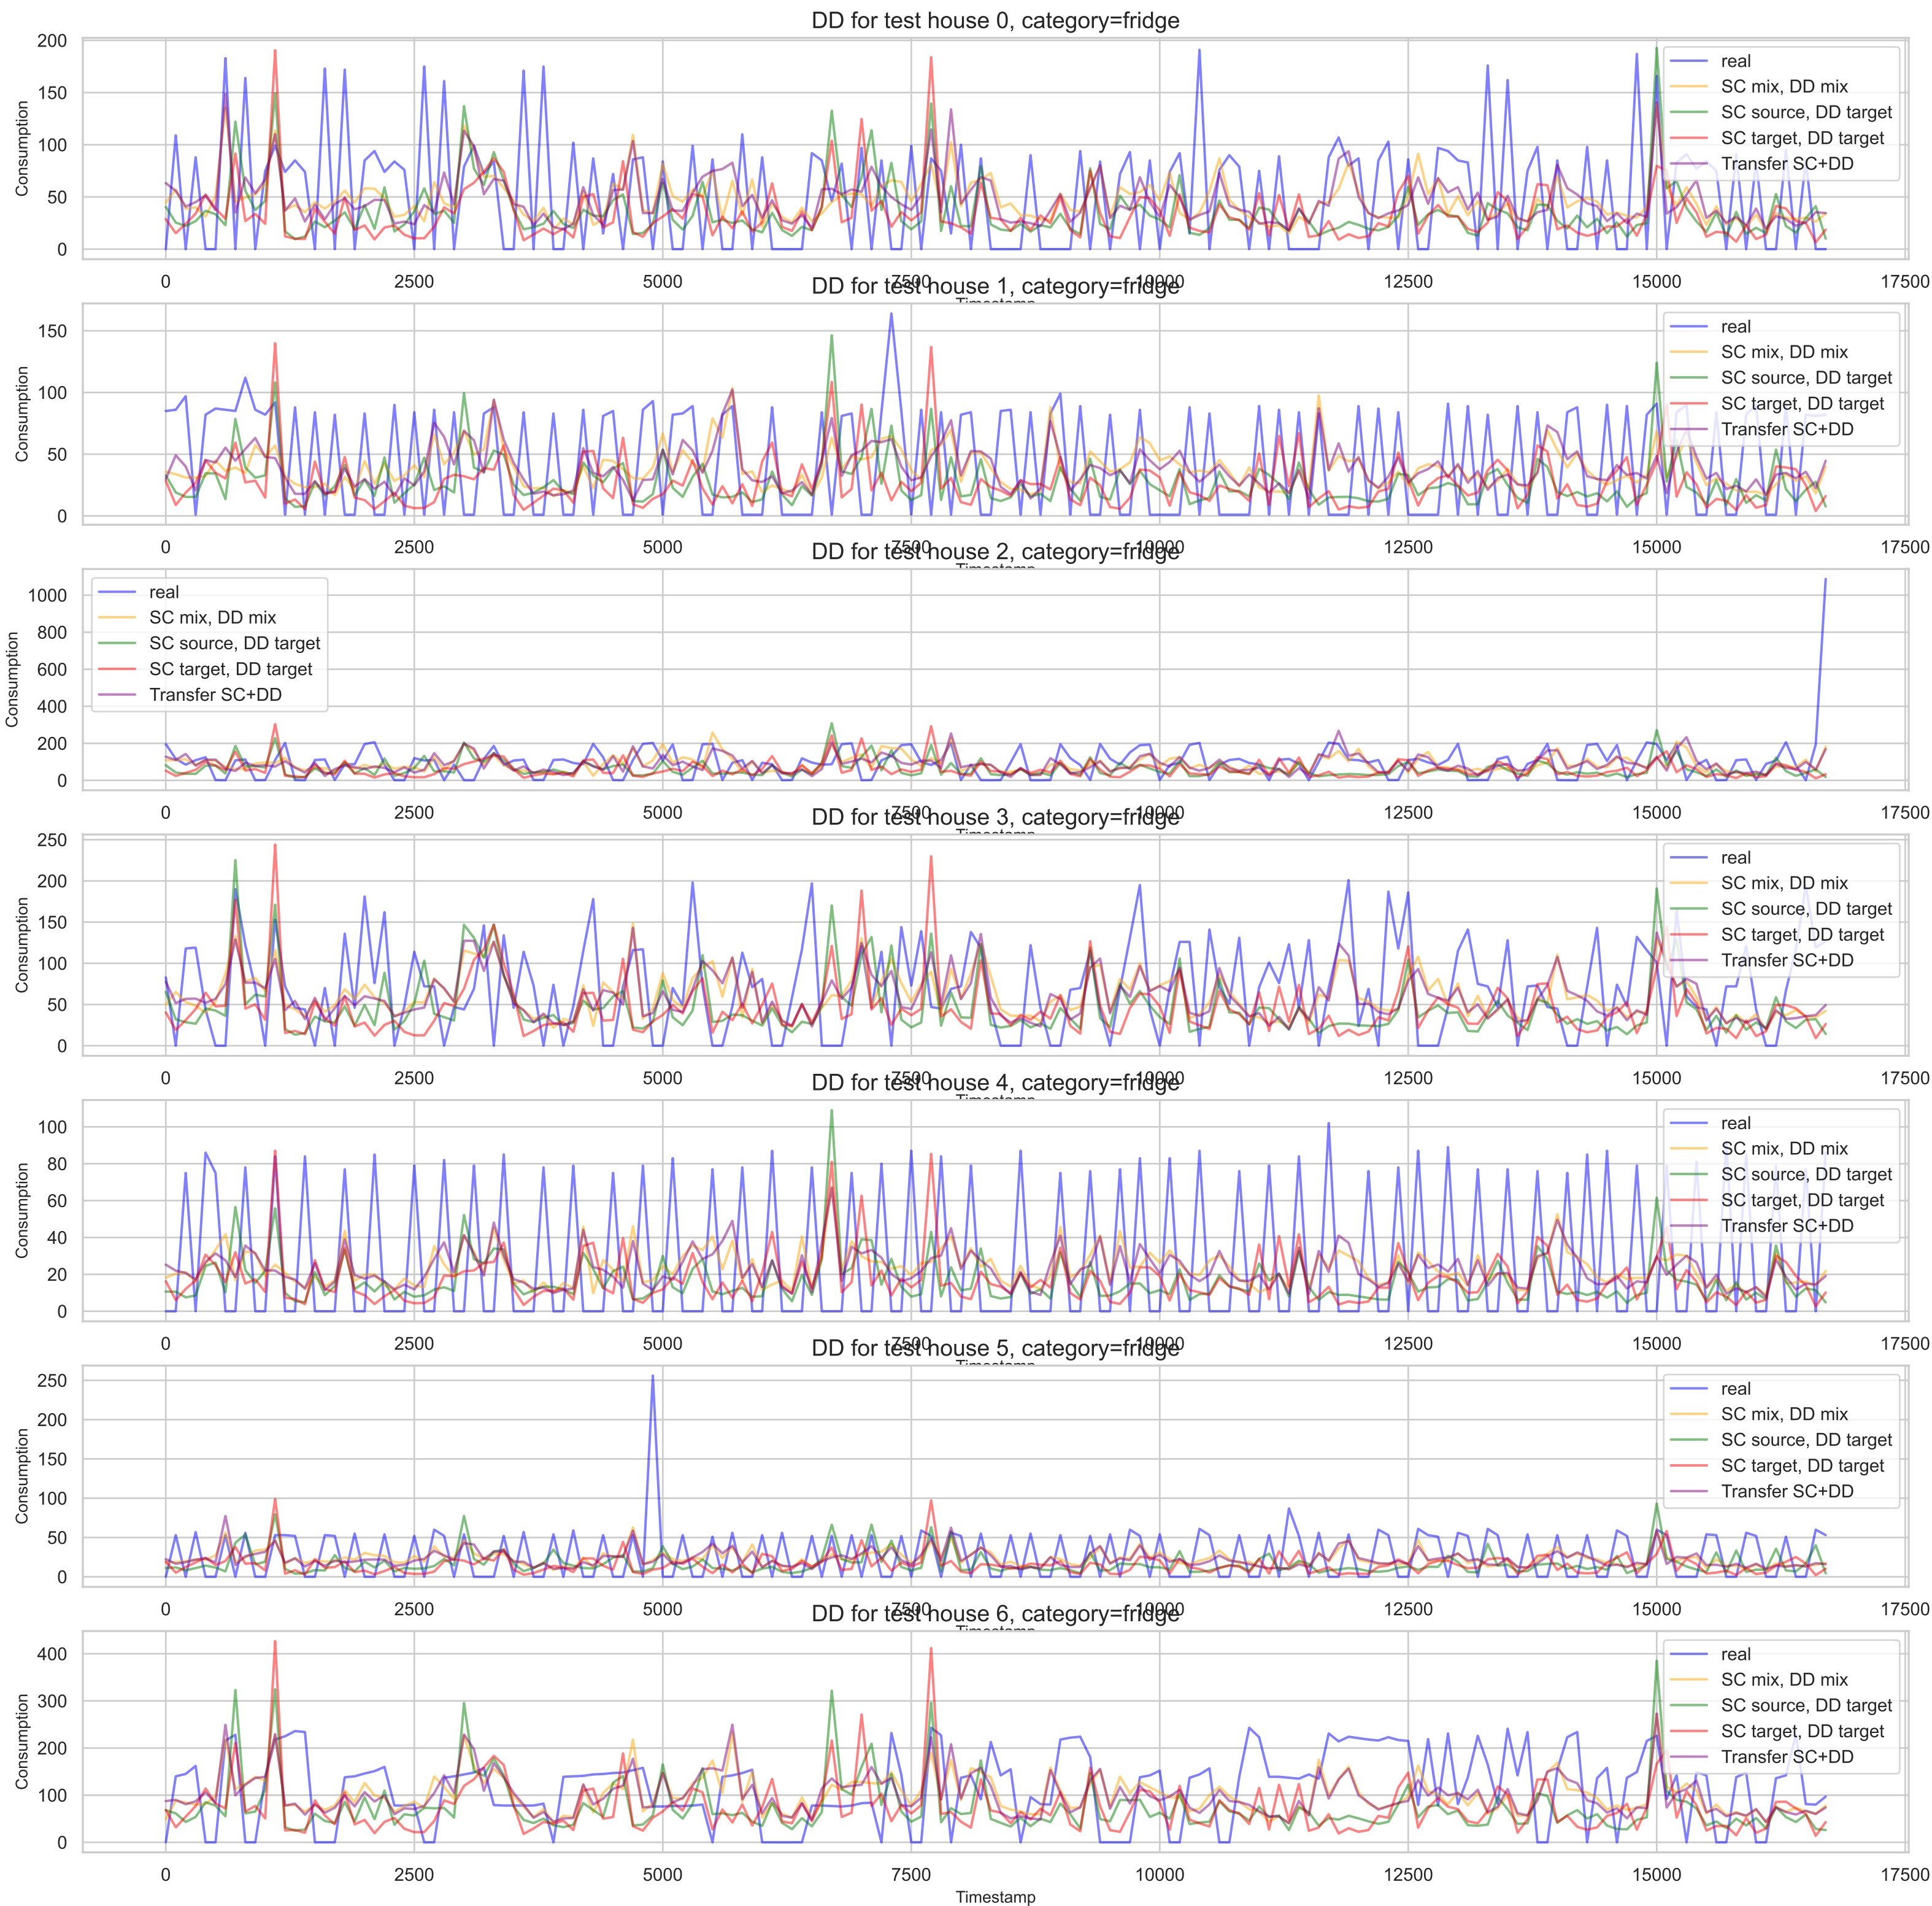 DD for test house 0, category=fridge
200
150
100
50
0
Consumption
real
SC mix, DD mix
SC source, DD target
SC target, DD target
Transfer SC+DD
0 2500 5000 7500 10000 12500 15000 17500
Timestamp
DD for test house 1, category=fridge
150
100
50
0
Consumption
real
SC mix, DD mix
SC source, DD target
SC target, DD target
Transfer SC+DD
0 2500 5000 7500 10000 12500 15000 17500
Timestamp
DD for test house 2, category=fridge
1000
800
600
400
200
0
Consumption
real
SC mix, DD mix
SC source, DD target
SC target, DD target
Transfer SC+DD
0 2500 5000 7500 10000 12500 15000 17500
Timestamp
DD for test house 3, category=fridge
250
200
150
100
50
0
Consumption
real
SC mix, DD mix
SC source, DD target
SC target, DD target
Transfer SC+DD
0 2500 5000 7500 10000 12500 15000 17500
Timestamp
DD for test house 4, category=fridge
100
80
60
40
20
0
Consumption
real
SC mix, DD mix
SC source, DD target
SC target, DD target
Transfer SC+DD
0 2500 5000 7500 10000 12500 15000 17500
Timestamp
DD for test house 5, category=fridge
250
200
150
100
50
0
Consumption
real
SC mix, DD mix
SC source, DD target
SC target, DD target
Transfer SC+DD
0 2500 5000 7500 10000 12500 15000 17500
Timestamp
DD for test house 6, category=fridge
400
300
200
100
0
Consumption
real
SC mix, DD mix
SC source, DD target
SC target, DD target
Transfer SC+DD
0 2500 5000 7500 10000 12500 15000 17500
Timestamp